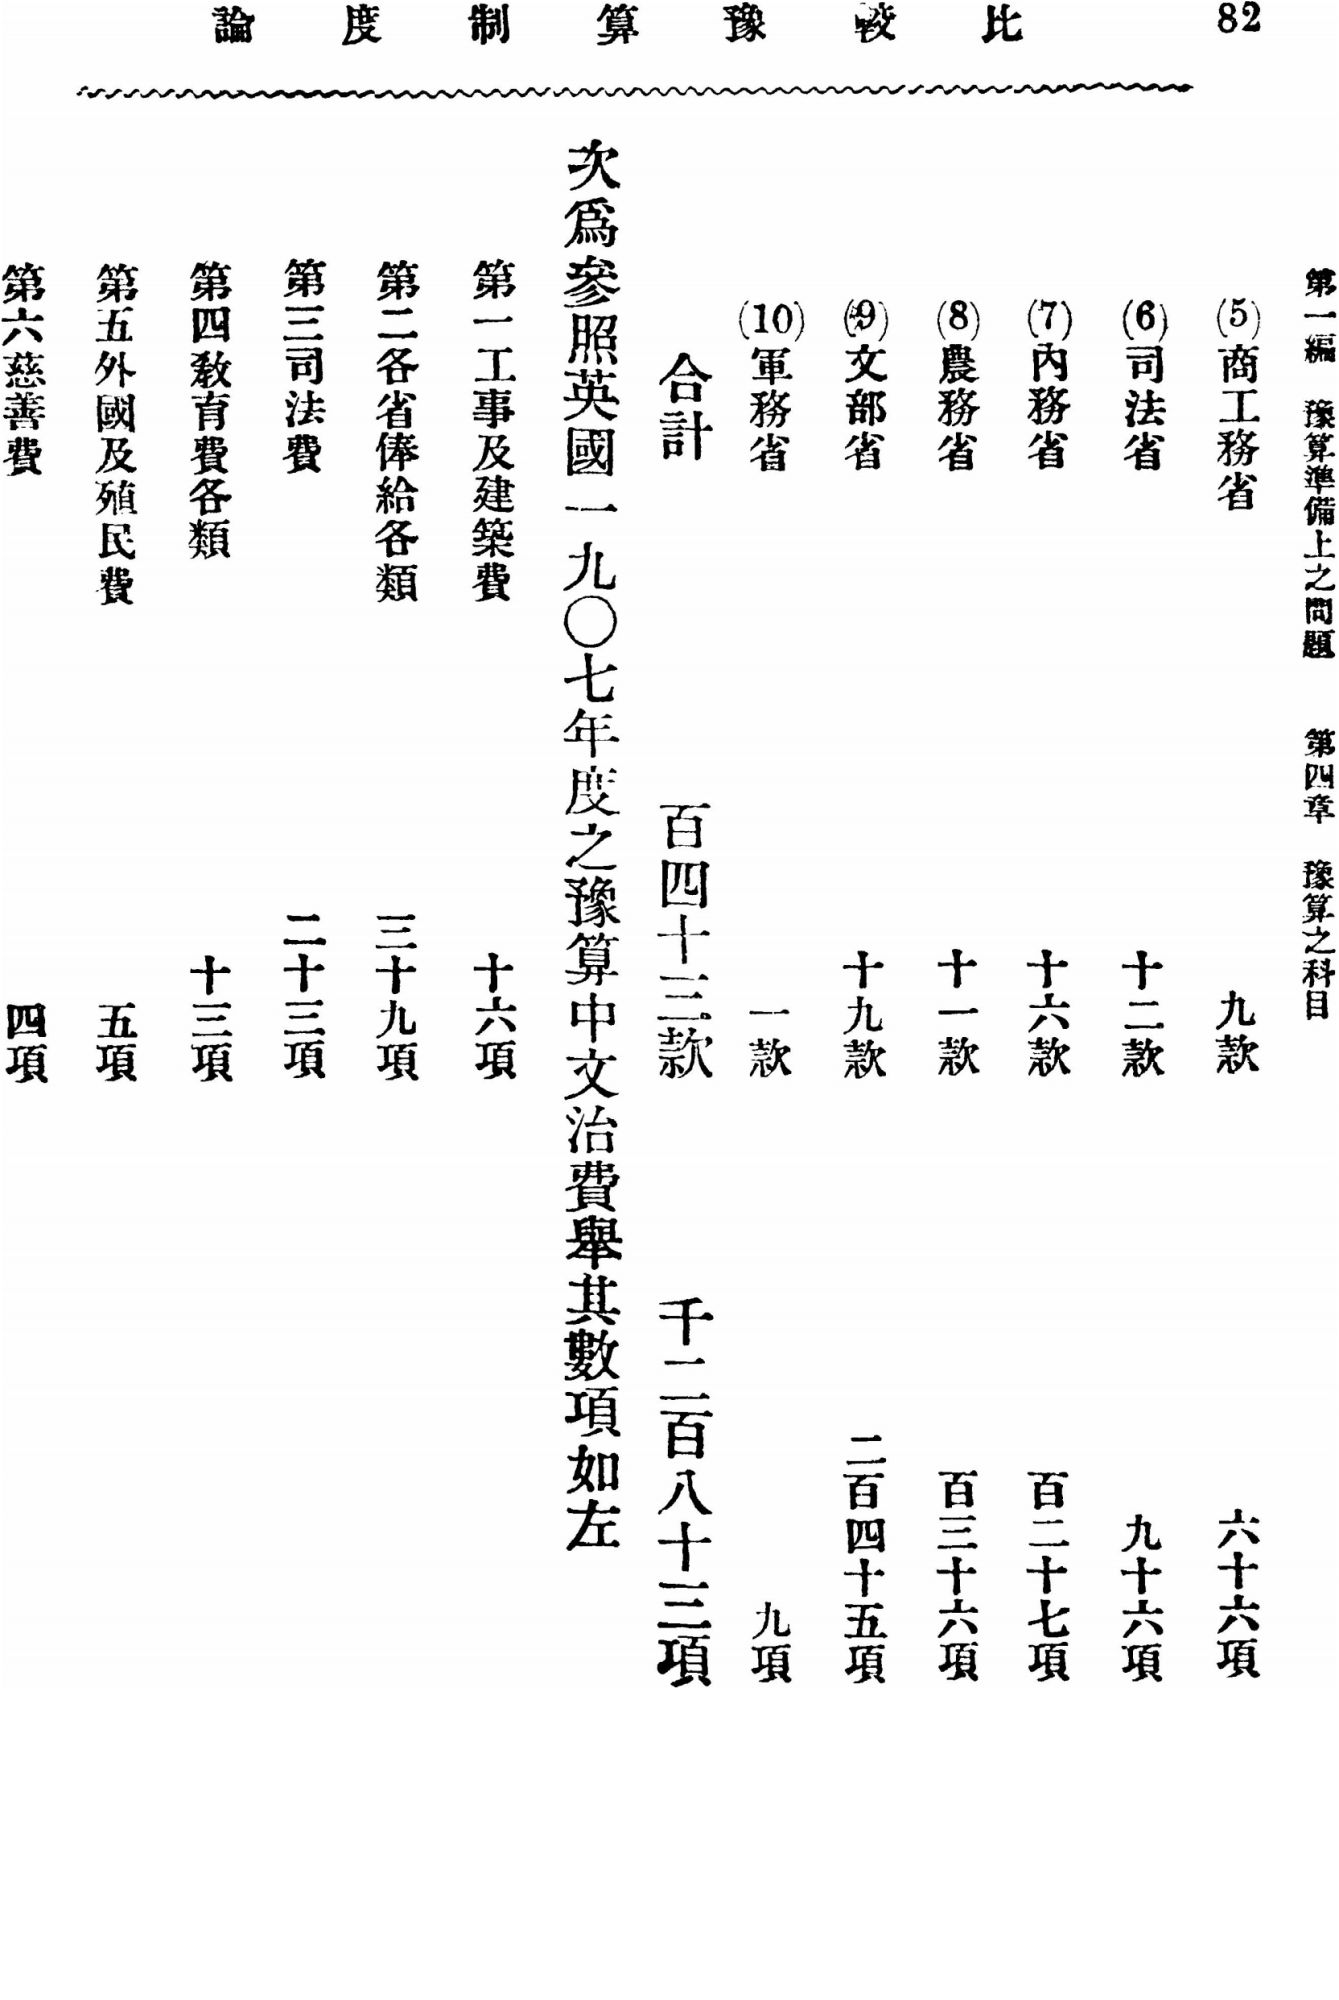 82
比較豫算制度論
第一編　豫算準備上之問題　第四章　豫算之科目
(5)商工務省　九款　六十六項
(6)司法省　十二款　九十六項
(7)內務省　十六款　百二十七項
(8)農務省　十一款　百三十六項
(9)文部省　十九款　二百四十五項
(10)軍務省　一款　九項
合計　百四十三款　千二百八十三項
次爲參照英國一九〇七年度之豫算中文治費舉其數項如左
第一工事及建築費　十六項
第二各省俸給各類　三十九項
第三司法費　二十三項
第四敎育費各類　十三項
第五外國及殖民費　五項
第六慈善費　四項